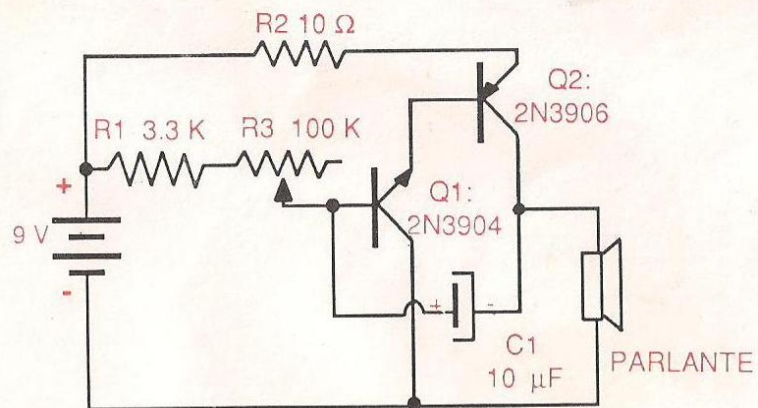 R2 10 Ω
Q2:
2N3906
R1 3.3 K
R3 100 K
+
Q1:
2N3904
9 V
-
+
-
C1
10 µF
PARLANTE